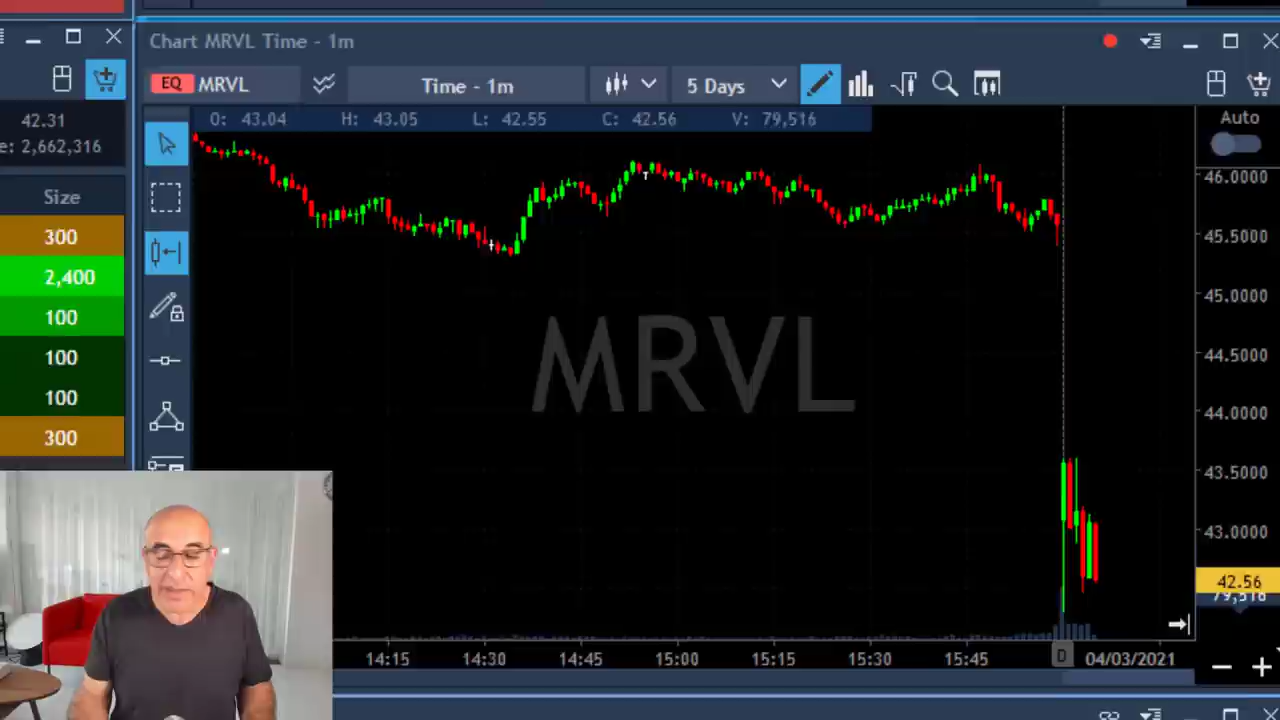 Chart MRVL Time - 1m
EQ MRVL
Time - 1m
5 Days
42.31
e: 2,662,316
O: 43.04 H: 43.05 L: 42.55 C: 42.56 V: 79,516
Auto
Size
300
2,400
100
100
100
300
MRVL
46.0000
45.5000
45.0000
44.5000
44.0000
43.5000
43.0000
42.56
79,516
14:15 14:30 14:45 15:00 15:15 15:30 15:45 D 04/03/2021